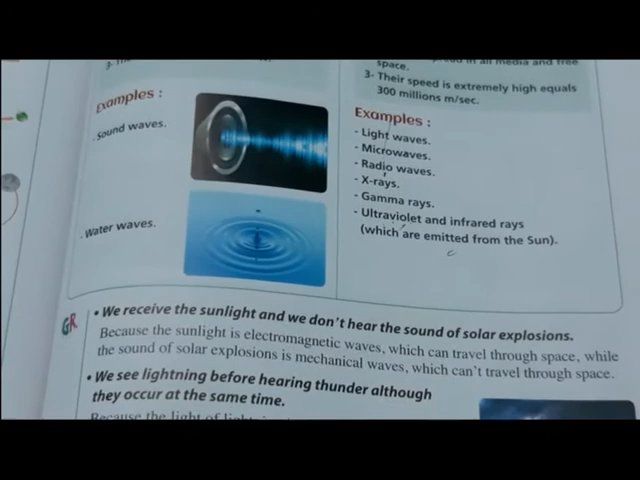 space.
3- Their speed is extremely high equals
300 millions m/sec.
Examples :
. Sound waves.
. Water waves.
Examples :
- Light waves.
- Microwaves.
- Radio waves.
- X-rays.
- Gamma rays.
- Ultraviolet and infrared rays
(which are emitted from the Sun).
GR
• We receive the sunlight and we don't hear the sound of solar explosions.
Because the sunlight is electromagnetic waves, which can travel through space, while
the sound of solar explosions is mechanical waves, which can't travel through space.
• We see lightning before hearing thunder although
they occur at the same time.
Because the light of